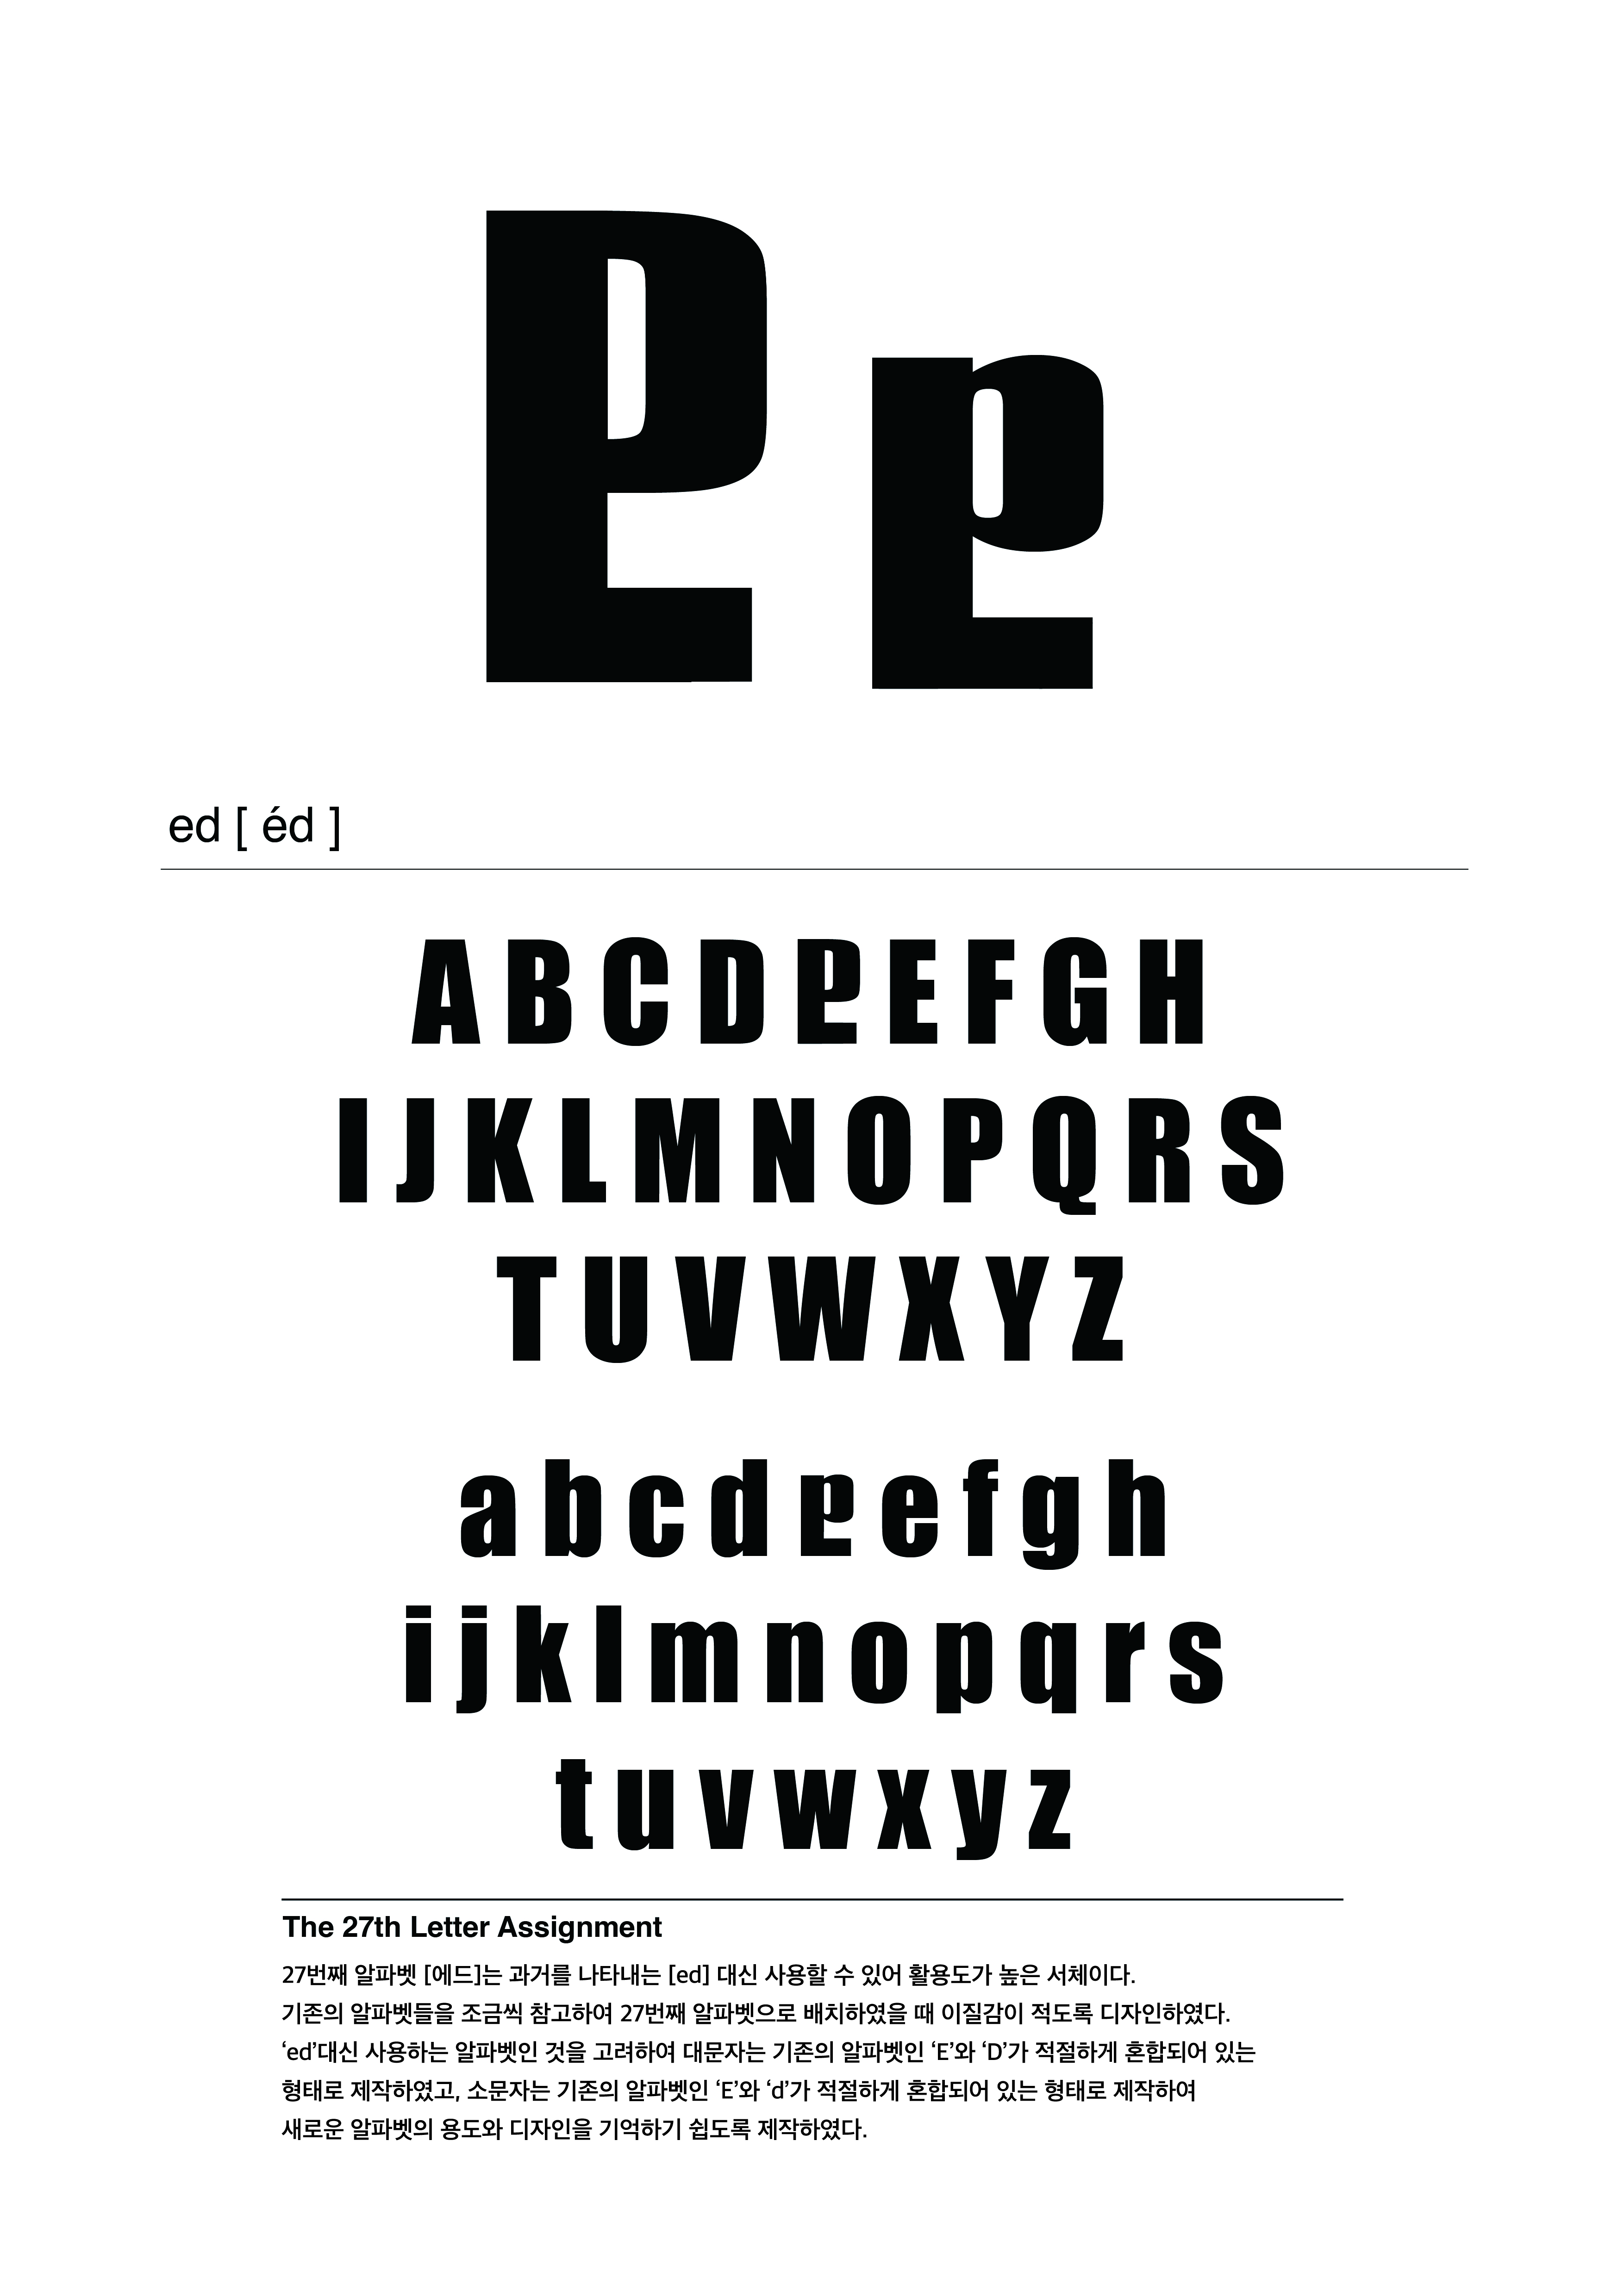 ed [ éd ]
A B C D E F G H
I J K L M N O P Q R S
T U V W X Y Z
a b c d e f g h
i j k l m n o p q r s
t u v w x y z
The 27th Letter Assignment
27번째 알파벳 [에드]는 과거를 나타내는 [ed] 대신 사용할 수 있어 활용도가 높은 서체이다.
기존의 알파벳들을 조금씩 참고하여 27번째 알파벳으로 배치하였을 때 이질감이 적도록 디자인하였다.
‘ed’대신 사용하는 알파벳인 것을 고려하여 대문자는 기존의 알파벳인 ‘E’와 ‘D’가 적절하게 혼합되어 있는
형태로 제작하였고, 소문자는 기존의 알파벳인 ‘E’와 ‘d’가 적절하게 혼합되어 있는 형태로 제작하여
새로운 알파벳의 용도와 디자인을 기억하기 쉽도록 제작하였다.